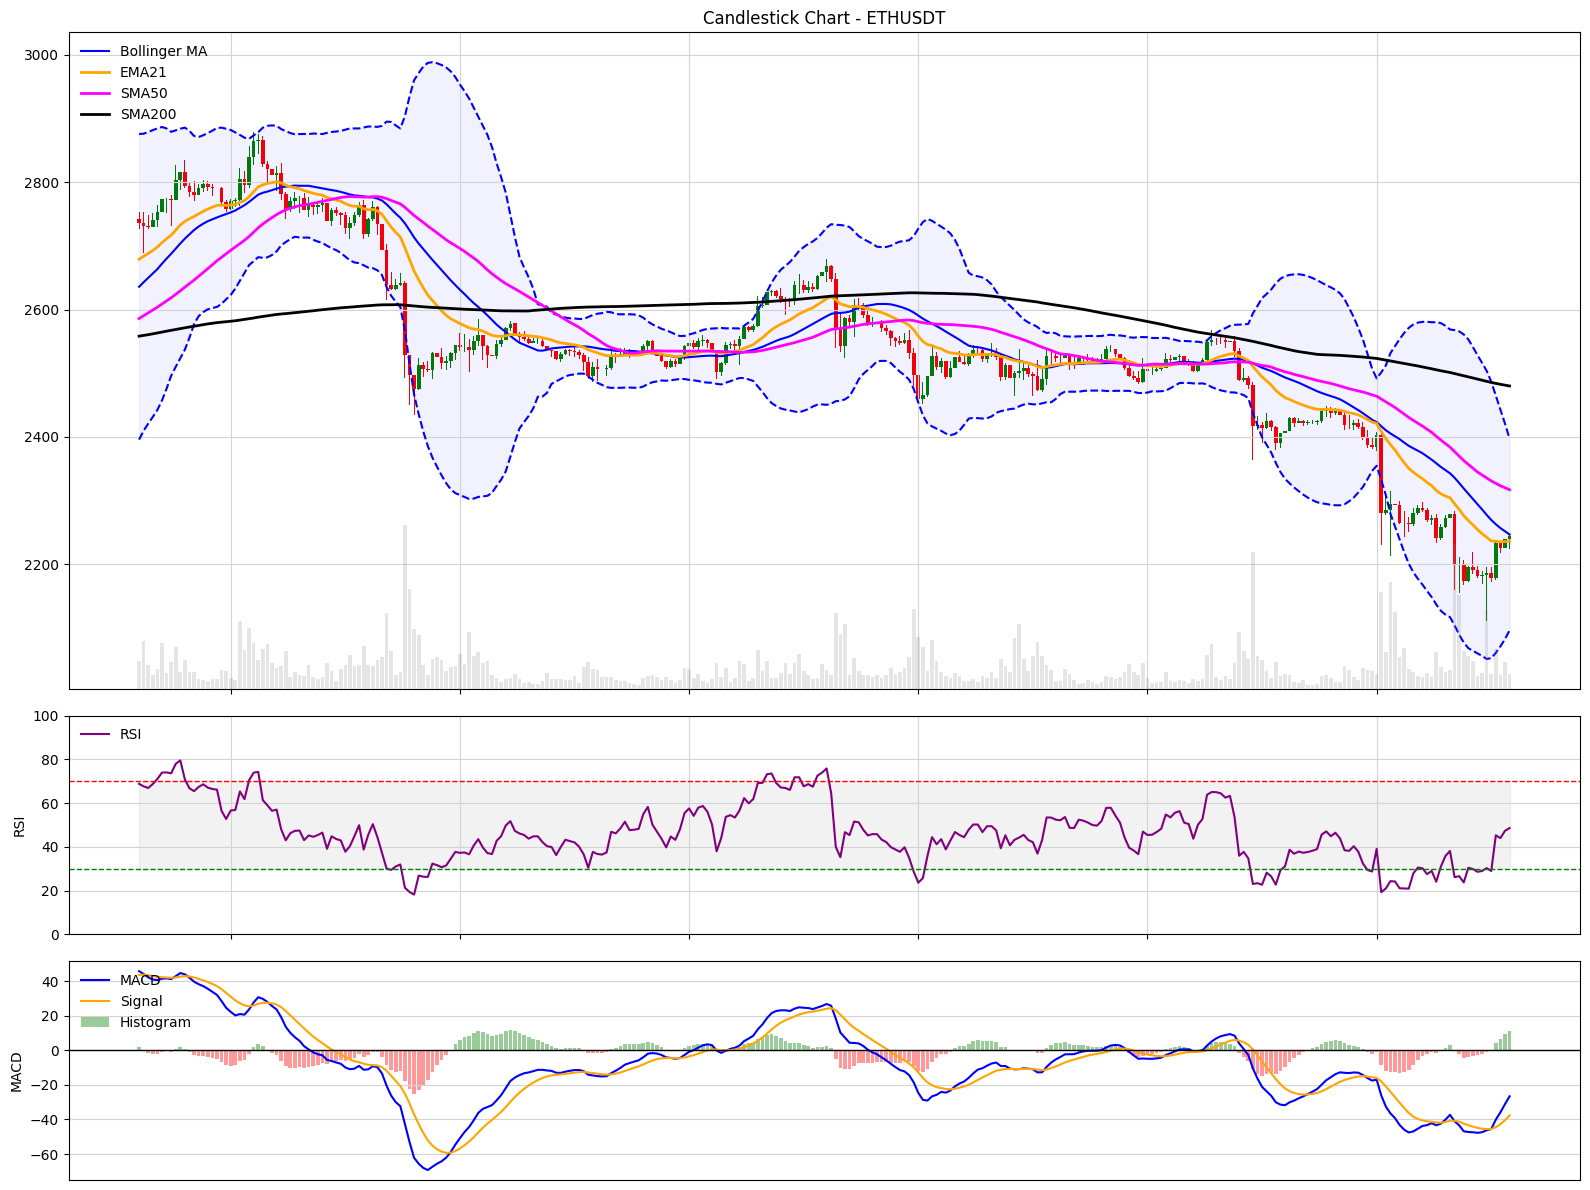 Candlestick Chart - ETHUSDT
3000
2800
2600
2400
2200
Bollinger MA
EMA21
SMA50
SMA200
100
80
60
40
20
0
RSI
RSI
40
20
0
−20
−40
−60
MACD
MACD
Signal
Histogram